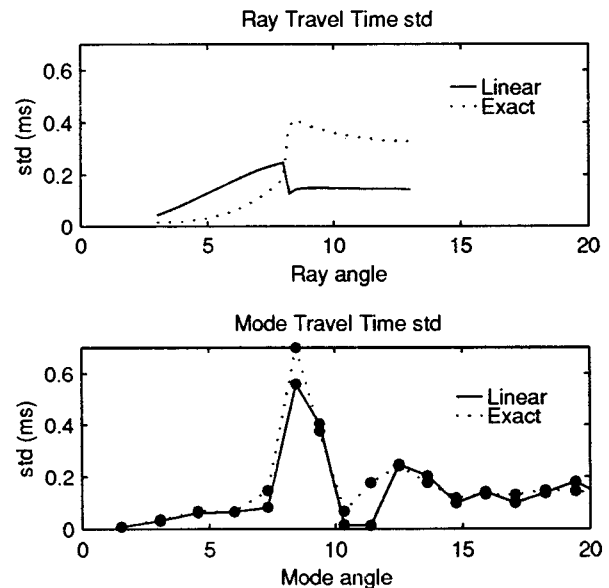 Ray Travel Time std
0.6
0.4
0.2
0
std (ms)
Linear
Exact
0
5
10
15
20
Ray angle
Mode Travel Time std
0.6
0.4
0.2
0
std (ms)
Linear
Exact
0
5
10
15
20
Mode angle